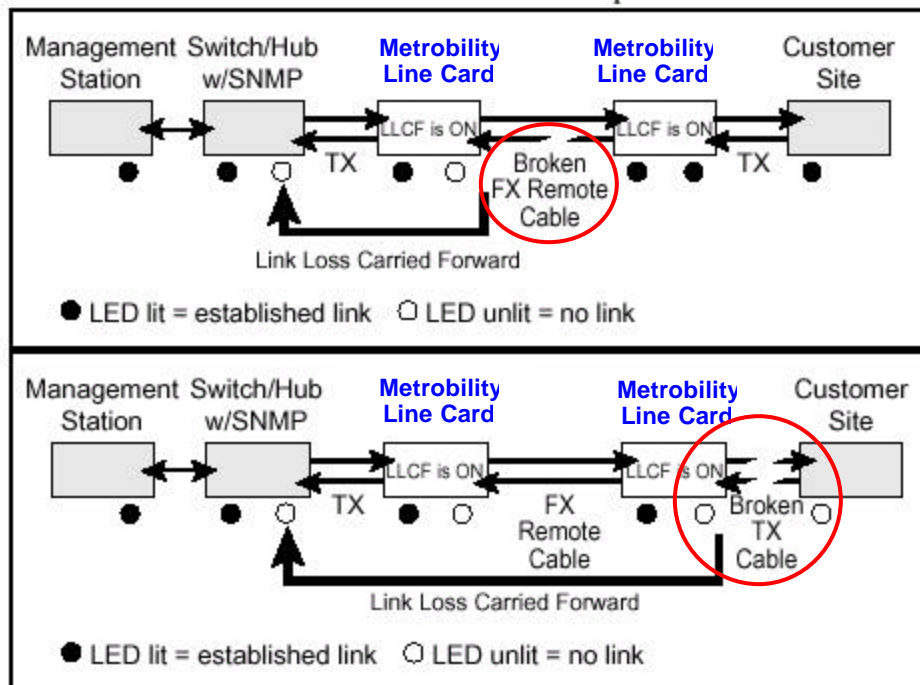 Management Station
Switch/Hub w/SNMP
Metrobility Line Card
Metrobility Line Card
Customer Site
LLCF is ON
LLCF is ON
TX
Broken FX Remote Cable
TX
Link Loss Carried Forward
LED lit = established link
LED unlit = no link
Management Station
Switch/Hub w/SNMP
Metrobility Line Card
Metrobility Line Card
Customer Site
LLCF is ON
LLCF is ON
TX
FX Remote Cable
Broken TX Cable
Link Loss Carried Forward
LED lit = established link
LED unlit = no link